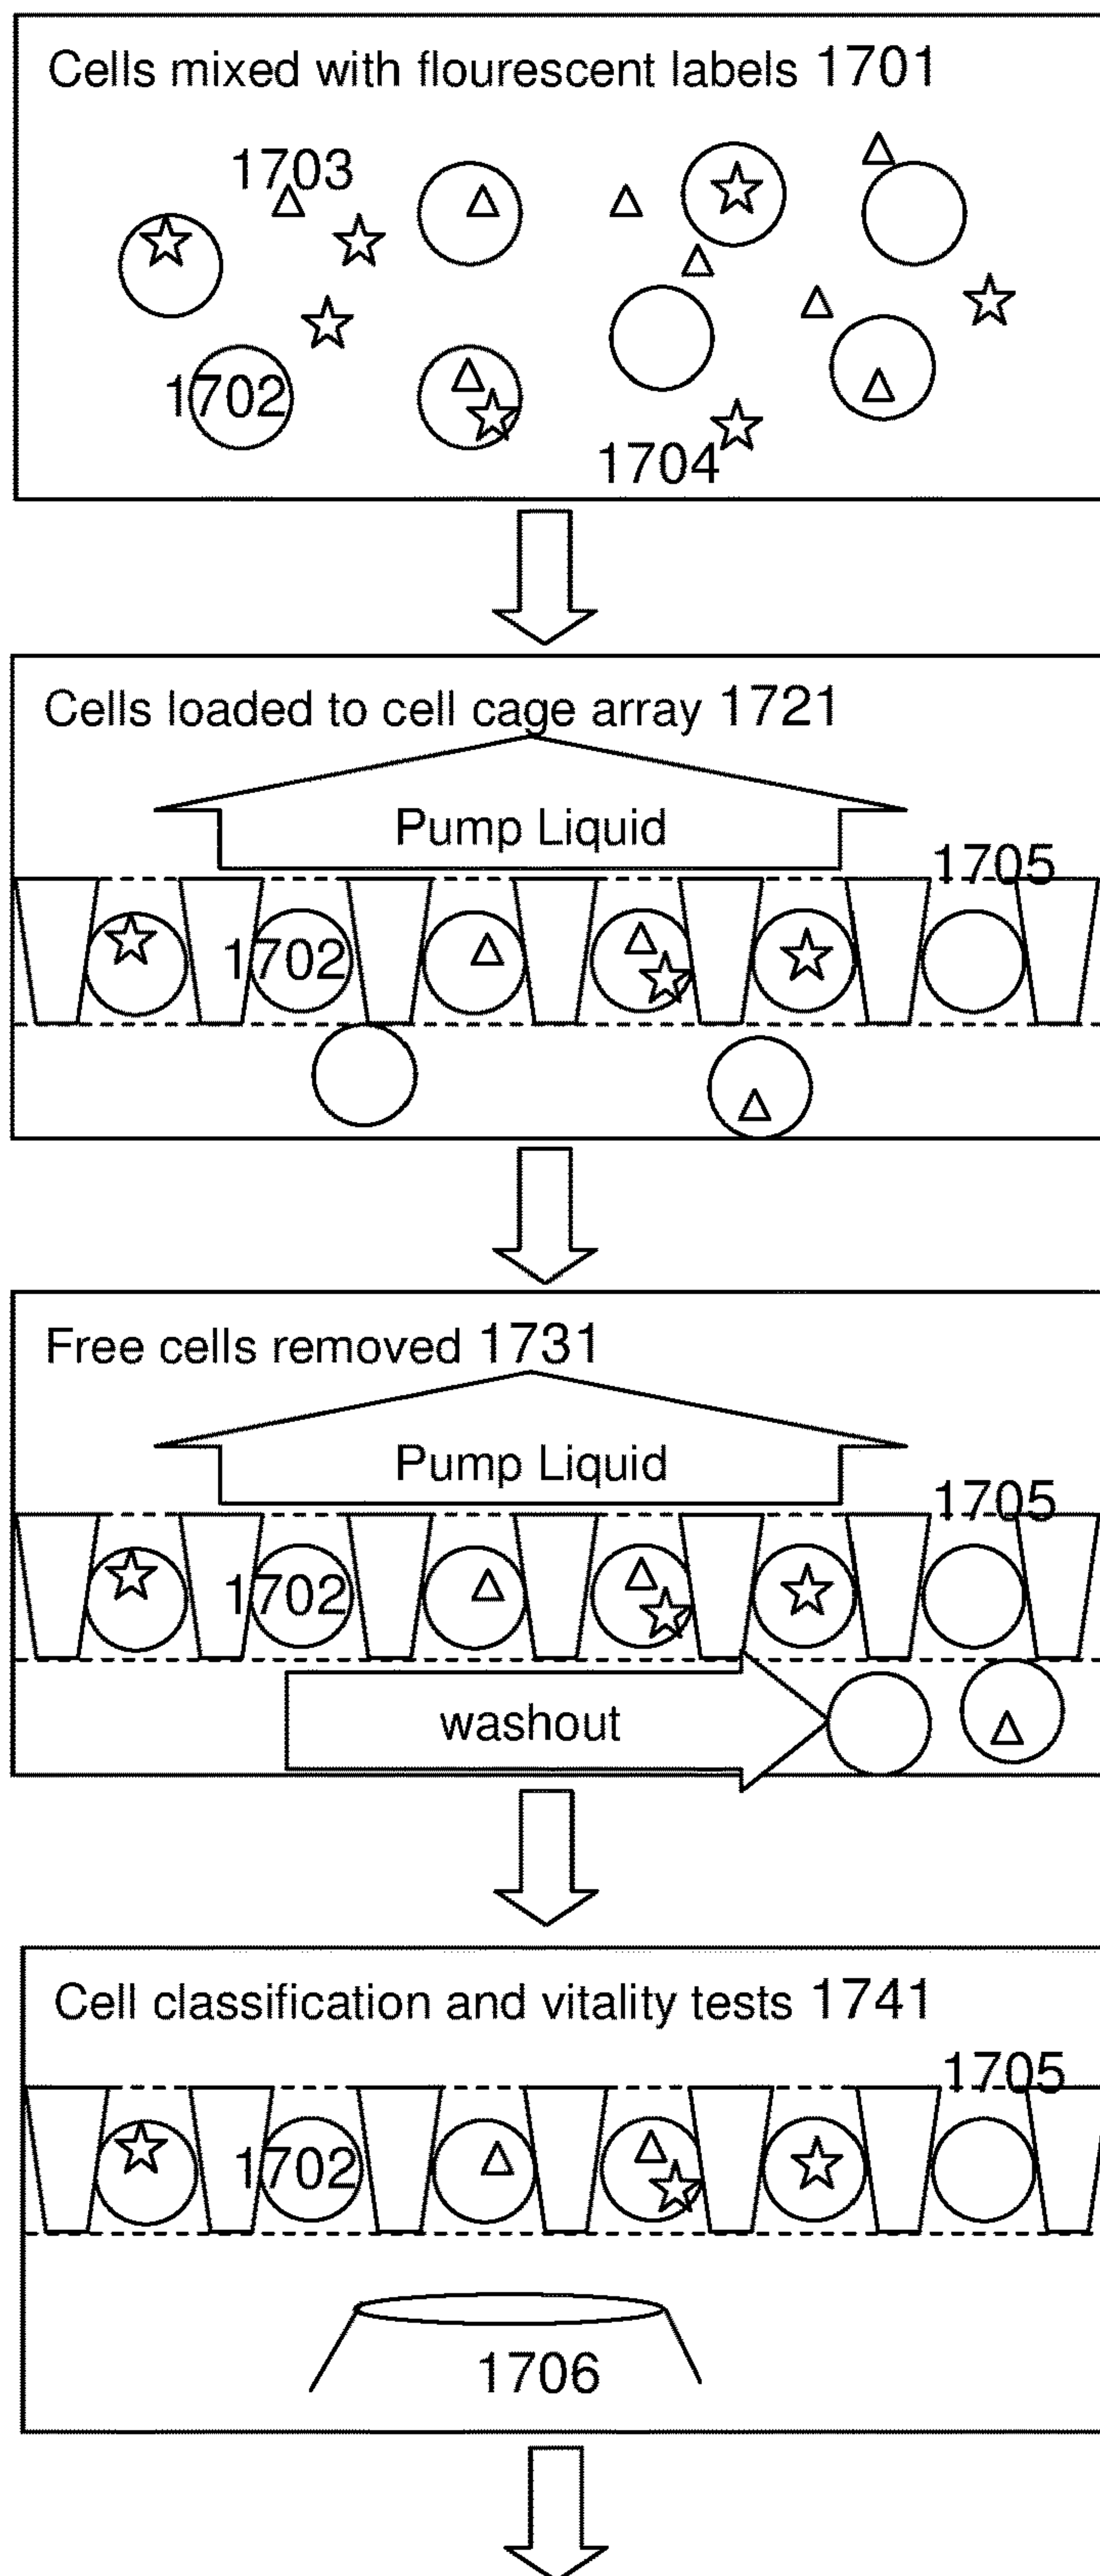 Cells mixed with flourescent labels 1701
1703
1702
1704
Cells loaded to cell cage array 1721
Pump Liquid
1705
1702
Free cells removed 1731
Pump Liquid
1705
1702
washout
Cell classification and vitality tests 1741
1705
1702
1706